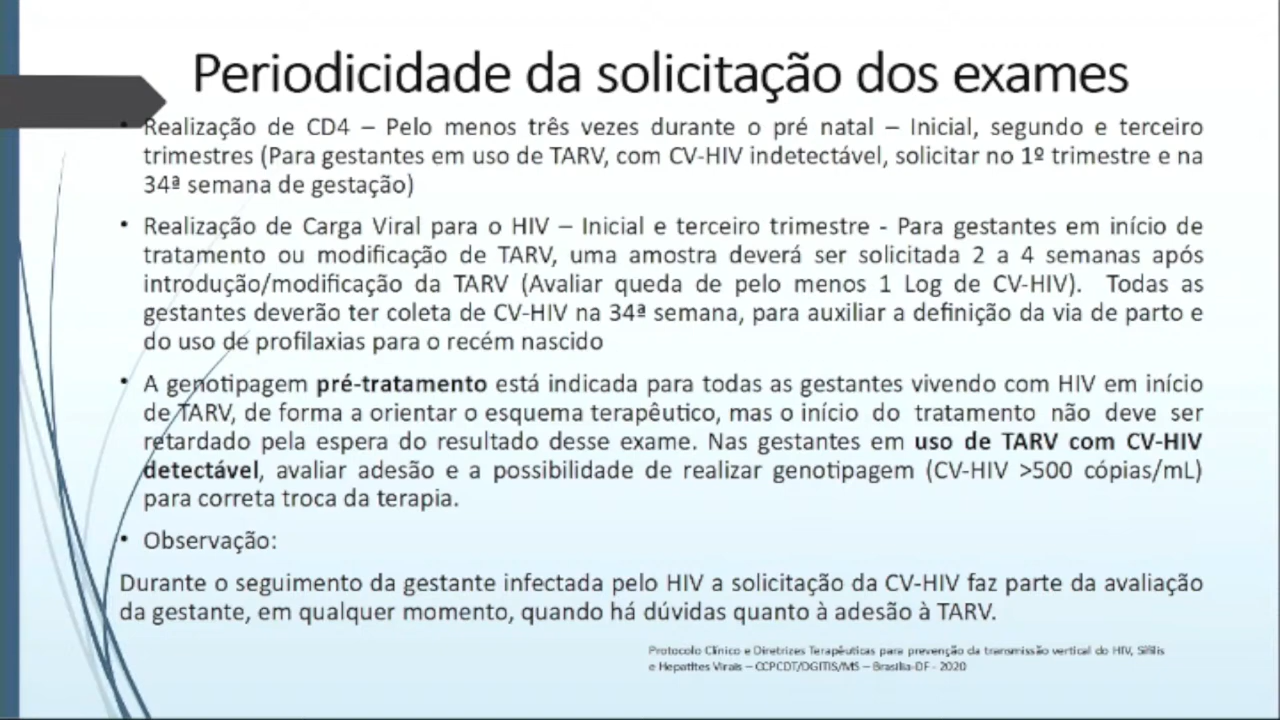 Periodicidade da solicitação dos exames
• Realização de CD4 – Pelo menos três vezes durante o pré natal – Inicial, segundo e terceiro
trimestres (Para gestantes em uso de TARV, com CV-HIV indetectável, solicitar no 1º trimestre e na
34ª semana de gestação)
• Realização de Carga Viral para o HIV – Inicial e terceiro trimestre - Para gestantes em início de
tratamento ou modificação de TARV, uma amostra deverá ser solicitada 2 a 4 semanas após
introdução/modificação da TARV (Avaliar queda de pelo menos 1 Log de CV-HIV). Todas as
gestantes deverão ter coleta de CV-HIV na 34ª semana, para auxiliar a definição da via de parto e
do uso de profilaxias para o recém nascido
• A genotipagem pré-tratamento está indicada para todas as gestantes vivendo com HIV em início
de TARV, de forma a orientar o esquema terapêutico, mas o início do tratamento não deve ser
retardado pela espera do resultado desse exame. Nas gestantes em uso de TARV com CV-HIV
detectável, avaliar adesão e a possibilidade de realizar genotipagem (CV-HIV >500 cópias/mL)
para correta troca da terapia.
• Observação:
Durante o seguimento da gestante infectada pelo HIV a solicitação da CV-HIV faz parte da avaliação
da gestante, em qualquer momento, quando há dúvidas quanto à adesão à TARV.
Protocolo Clínico e Diretrizes Terapêuticas para prevenção da transmissão vertical do HIV, Sífilis
e Hepatites Virais – CCPCDT/DGITIS/MS – Brasília-DF - 2020